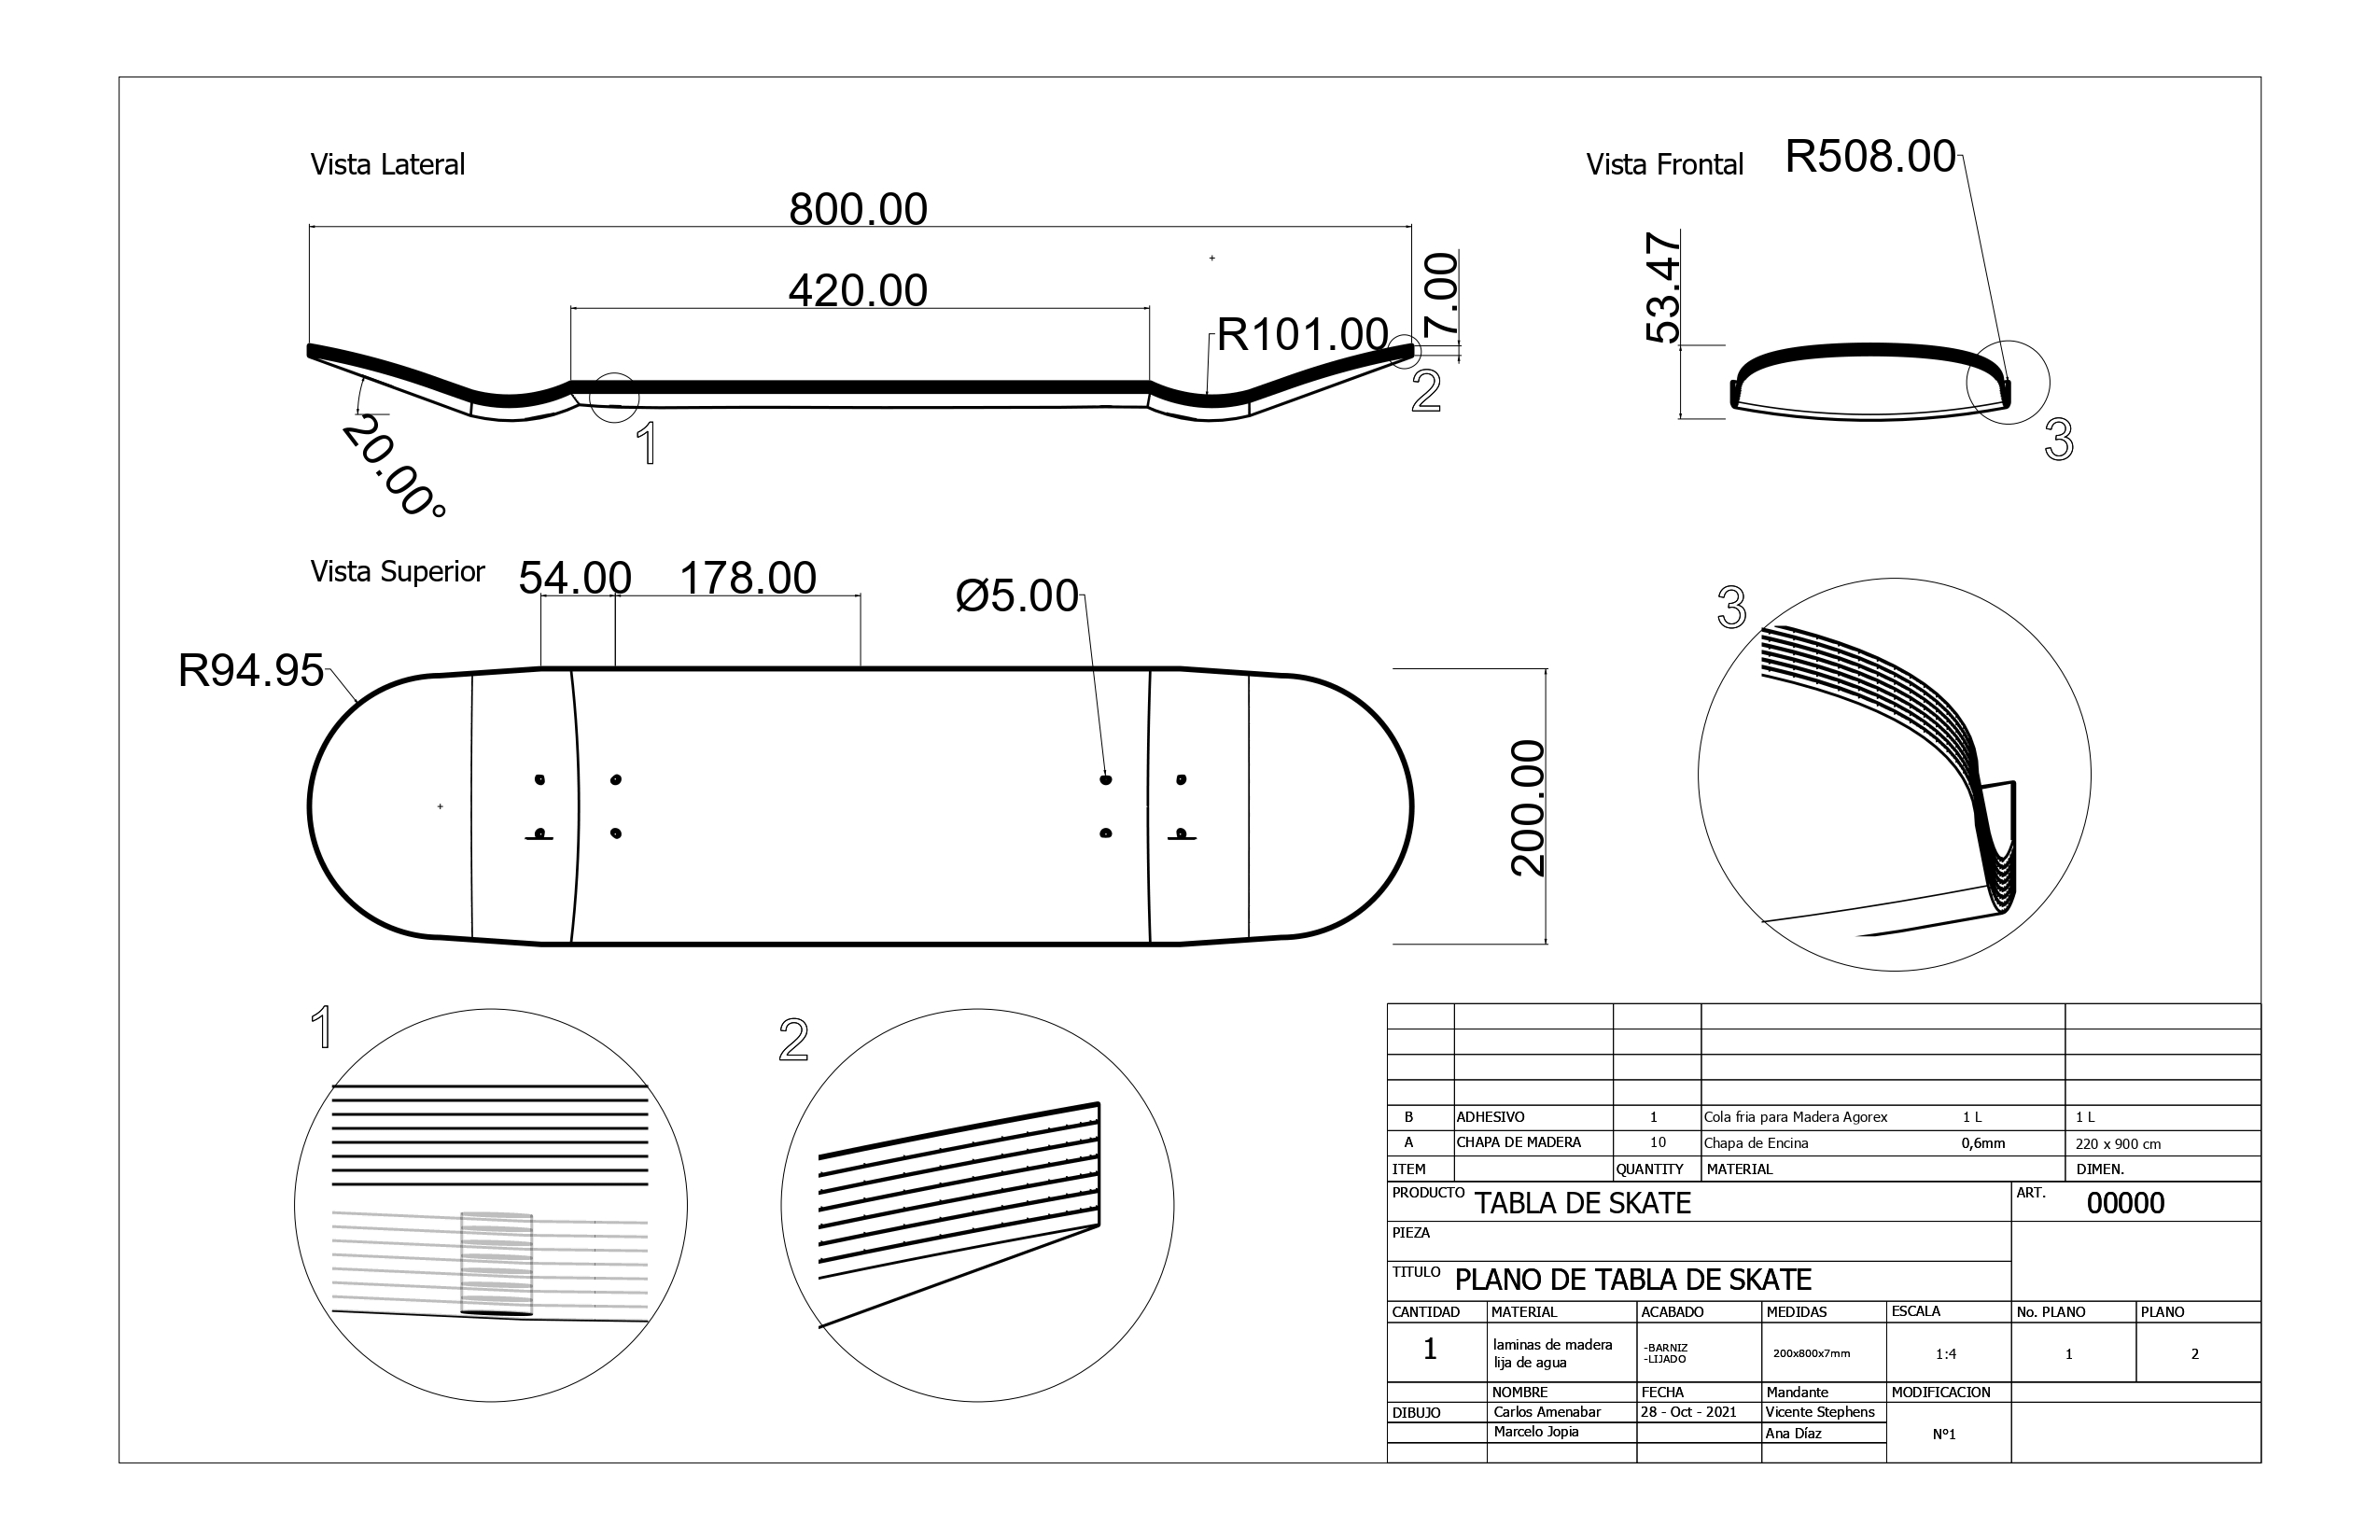 Vista Lateral
800.00
420.00
R101.00
7.00
20.00°
1
2
Vista Frontal
R508.00
53.47
3
Vista Superior
54.00
178.00
Ø5.00
R94.95
200.00
3
1
2
B ADHESIVO 1 Cola fria para Madera Agorex 1 L 1 L
A CHAPA DE MADERA 10 Chapa de Encina 0,6mm 220 x 900 cm
ITEM QUANTITY MATERIAL DIMEN.
PRODUCTO TABLA DE SKATE ART. 00000
PIEZA
TITULO PLANO DE TABLA DE SKATE
CANTIDAD MATERIAL ACABADO MEDIDAS ESCALA No. PLANO PLANO
1 laminas de madera -BARNIZ 200x800x7mm 1:4 1 2
lija de agua -LIJADO
NOMBRE FECHA Mandante MODIFICACION
DIBUJO Carlos Amenabar 28 - Oct - 2021 Vicente Stephens
Marcelo Jopia Ana Díaz N°1